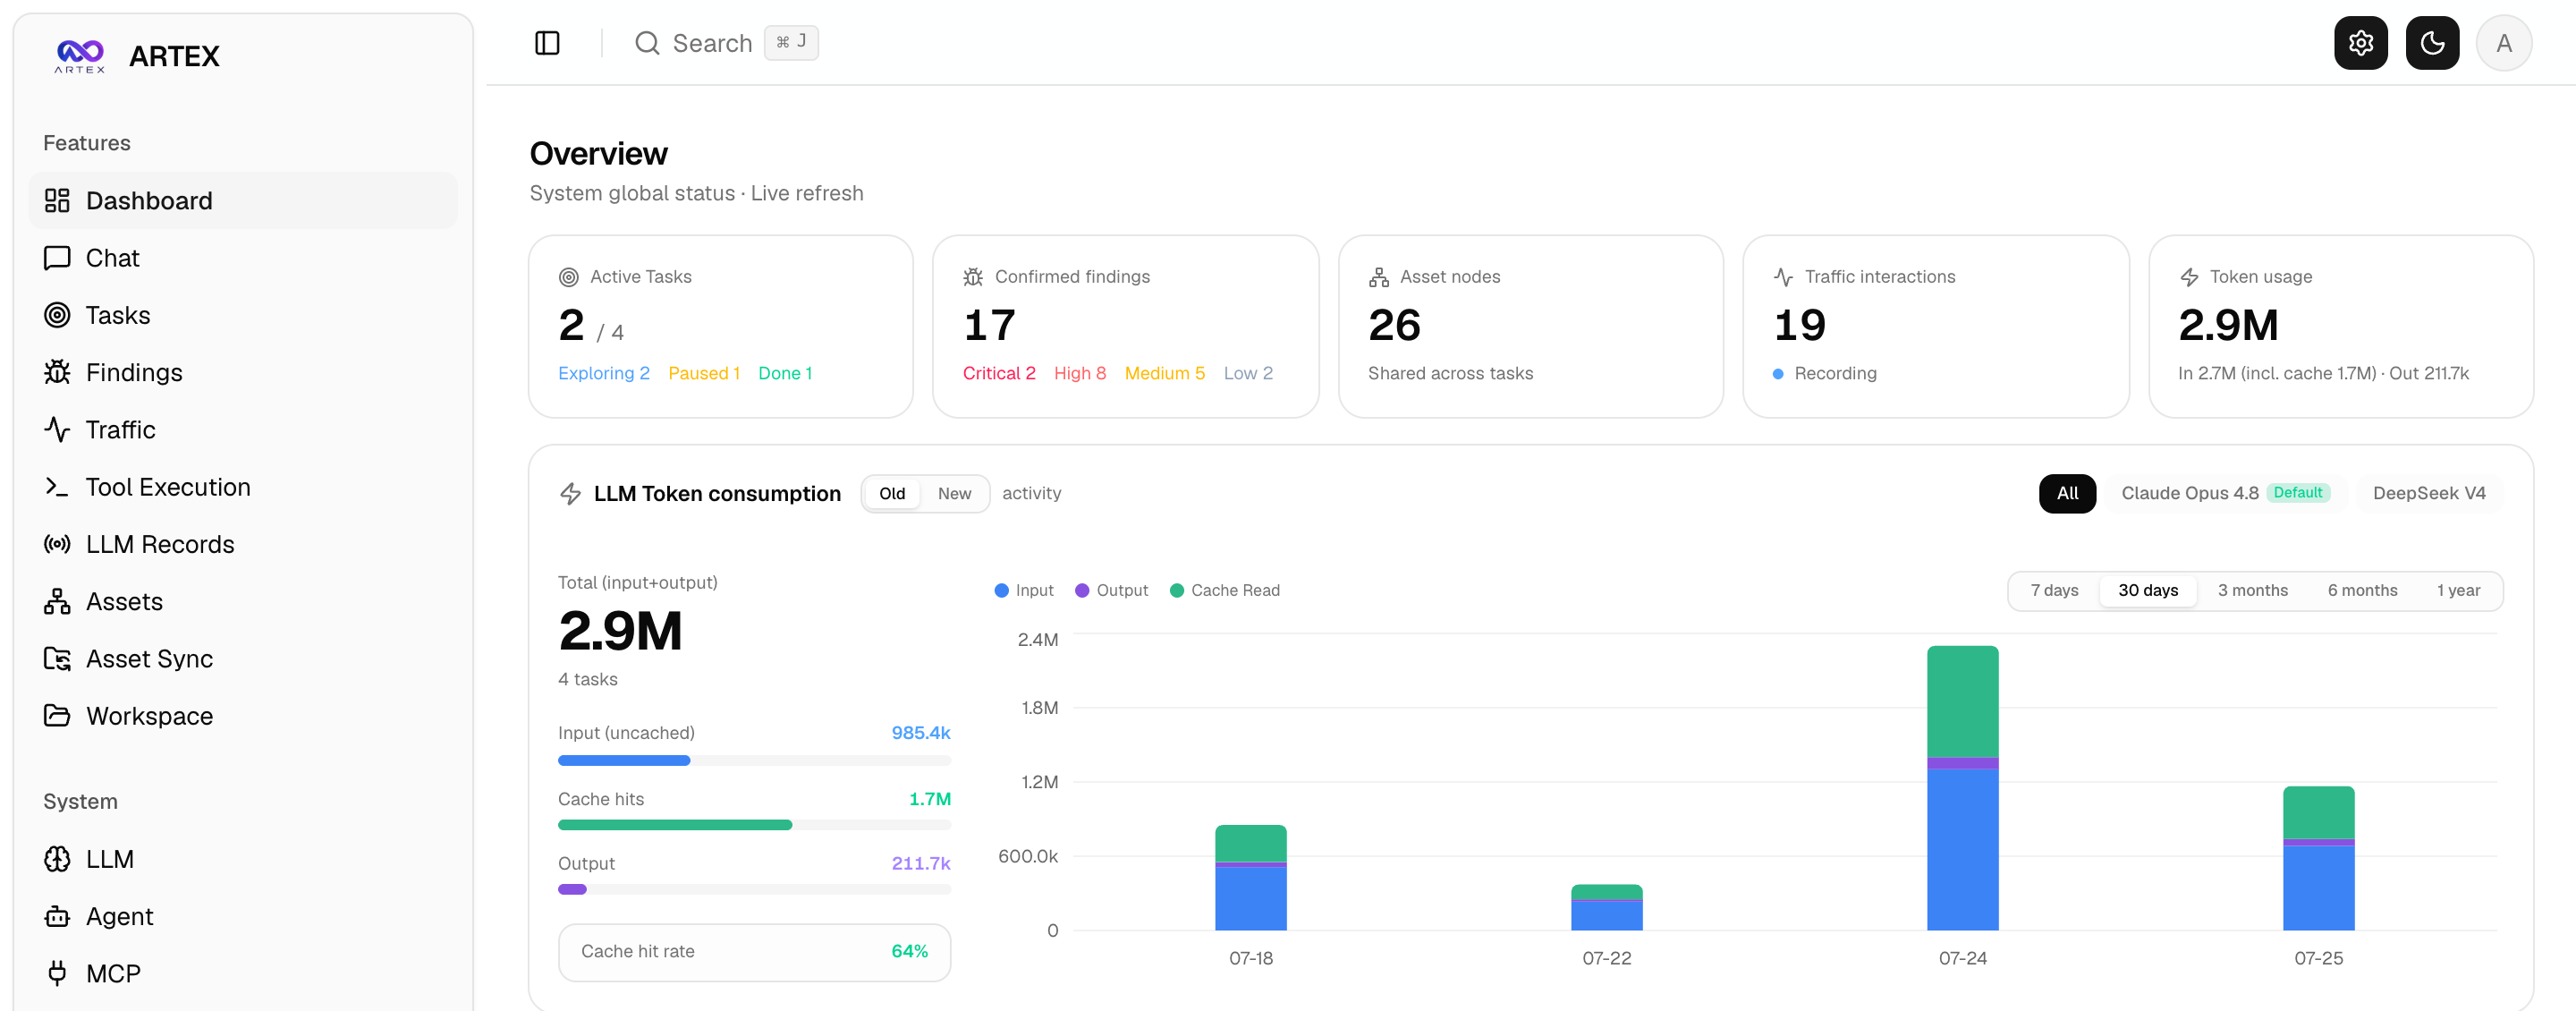 ARTEX
ARTEX
Features
Dashboard
Chat
Tasks
Findings
Traffic
Tool Execution
LLM Records
Assets
Asset Sync
Workspace
System
LLM
Agent
MCP
Search ⌘ J
A
Overview
System global status · Live refresh
Active Tasks
2 / 4
Exploring 2 Paused 1 Done 1
Confirmed findings
17
Critical 2 High 8 Medium 5 Low 2
Asset nodes
26
Shared across tasks
Traffic interactions
19
Recording
Token usage
2.9M
In 2.7M (incl. cache 1.7M) · Out 211.7k
LLM Token consumption Old New activity
All Claude Opus 4.8 Default DeepSeek V4
Total (input+output)
2.9M
4 tasks
Input (uncached) 985.4k
Cache hits 1.7M
Output 211.7k
Cache hit rate 64%
Input Output Cache Read
7 days 30 days 3 months 6 months 1 year
2.4M
1.8M
1.2M
600.0k
0
07-18 07-22 07-24 07-25